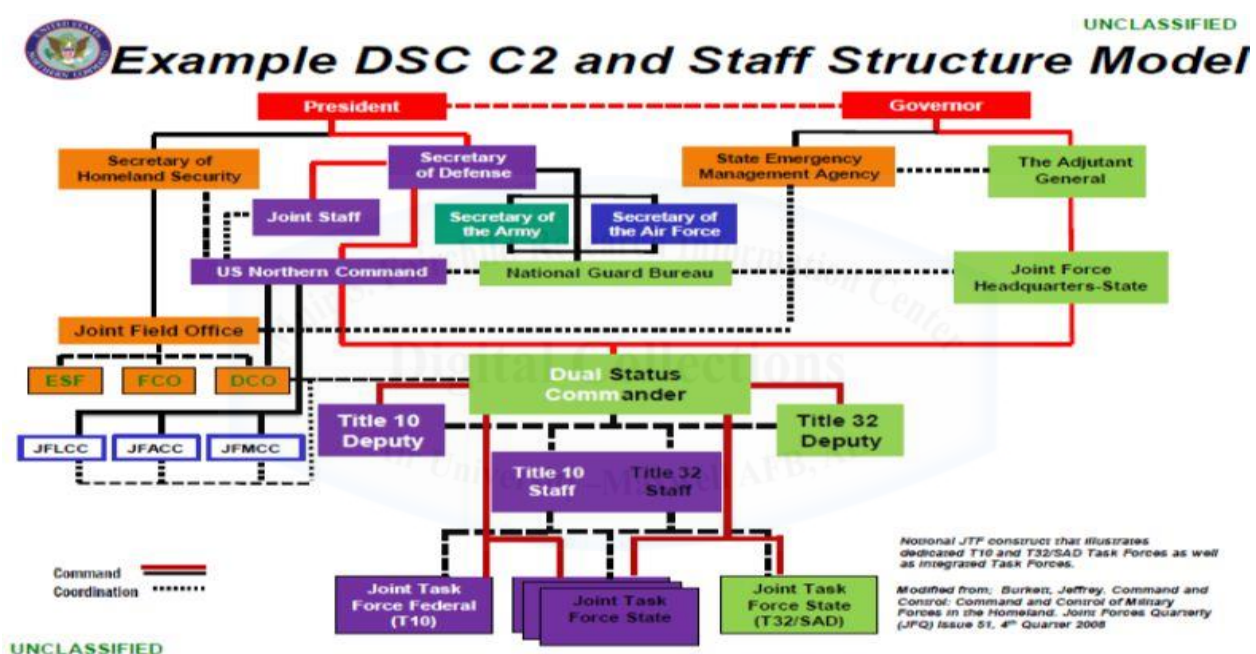 UNCLASSIFIED
Example DSC C2 and Staff Structure Model
President
Governor
Secretary of
Homeland Security
Secretary
of Defense
State Emergency
Management Agency
The Adjutant
General
Joint Staff
Secretary of
the Army
Secretary of
the Air Force
US Northern Command
National Guard Bureau
Joint Force
Headquarters-State
Joint Field Office
ESF
FCO
DCO
Dual Status
Commander
JFLCC
JFACC
JFMCC
Title 10
Deputy
Title 32
Deputy
Title 10
Staff
Title 32
Staff
Joint Task
Force Federal
(T10)
Joint Task
Force State
Joint Task
Force State
(T32/SAD)
Command
Coordination
Notional JTF construct that illustrates
dedicated T10 and T32/SAD Task Forces as well
as integrated Task Forces.
Modified from; Burkett, Jeffrey, Command and
Control: Command and Control of Military
Forces in the Homeland. Joint Forces Quarterly
(JFQ) Issue 51, 4th Quarter 2008
UNCLASSIFIED
Digital Collections